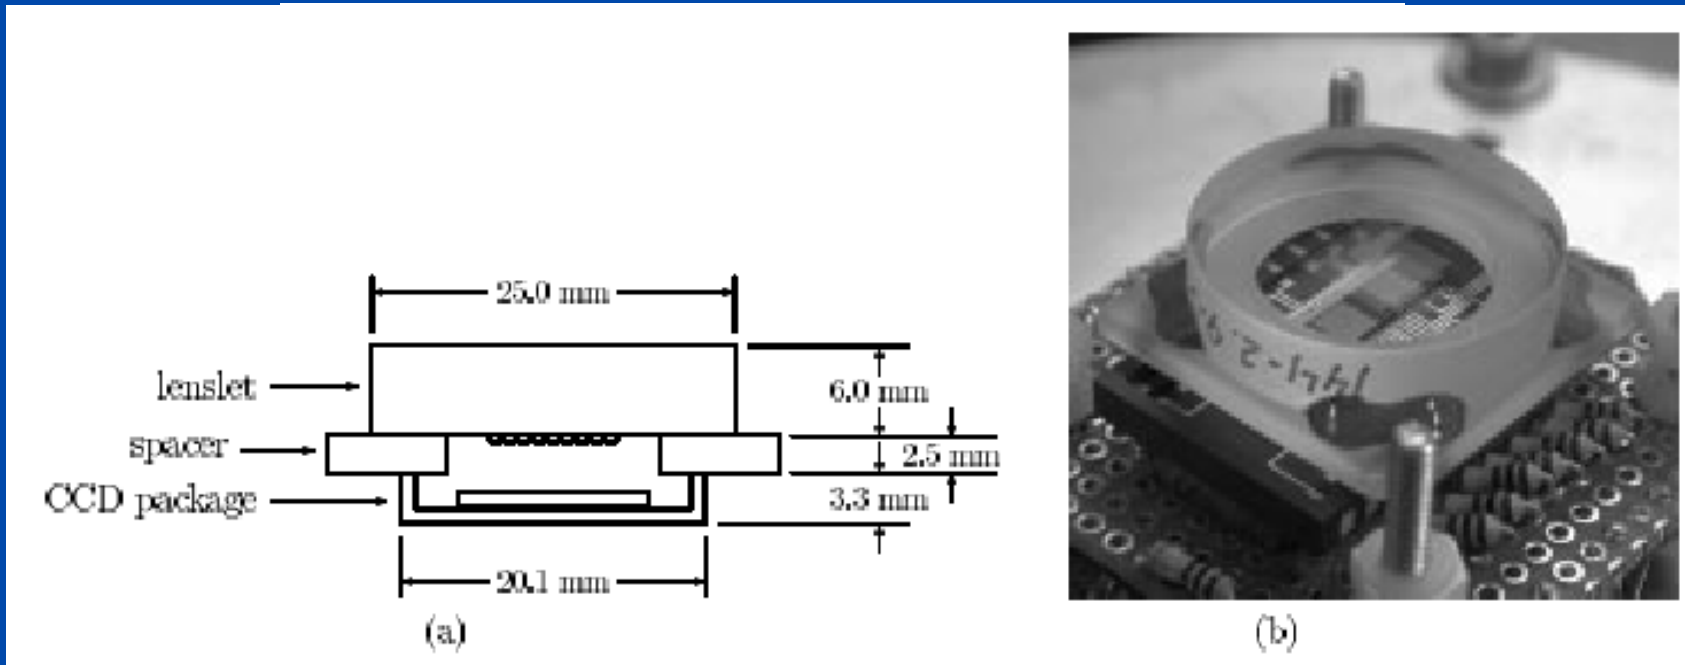 25.0 mm
lenslet
6.0 mm
spacer
2.5 mm
CCD package
3.3 mm
20.1 mm
(a)
(b)